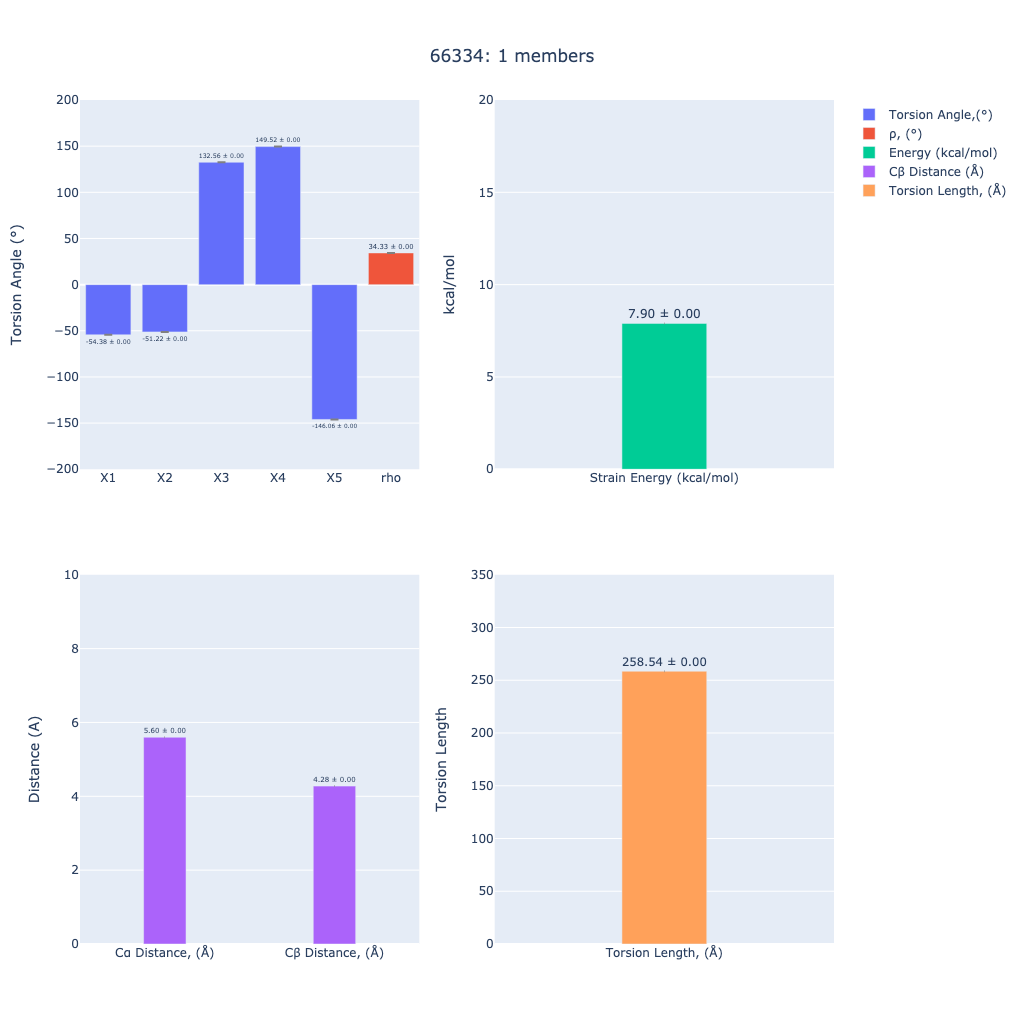 66334: 1 members
200
150
100
50
0
−50
−100
−150
−200
Torsion Angle (°)
-54.38 ± 0.00
-51.22 ± 0.00
132.56 ± 0.00
149.52 ± 0.00
-146.06 ± 0.00
34.33 ± 0.00
X1 X2 X3 X4 X5 rho
20
15
10
5
0
kcal/mol
7.90 ± 0.00
Strain Energy (kcal/mol)
Torsion Angle,(°)
ρ, (°)
Energy (kcal/mol)
Cβ Distance (Å)
Torsion Length, (Å)
10
8
6
4
2
0
Distance (A)
5.60 ± 0.00
4.28 ± 0.00
Cα Distance, (Å) Cβ Distance, (Å)
350
300
250
200
150
100
50
0
Torsion Length
258.54 ± 0.00
Torsion Length, (Å)